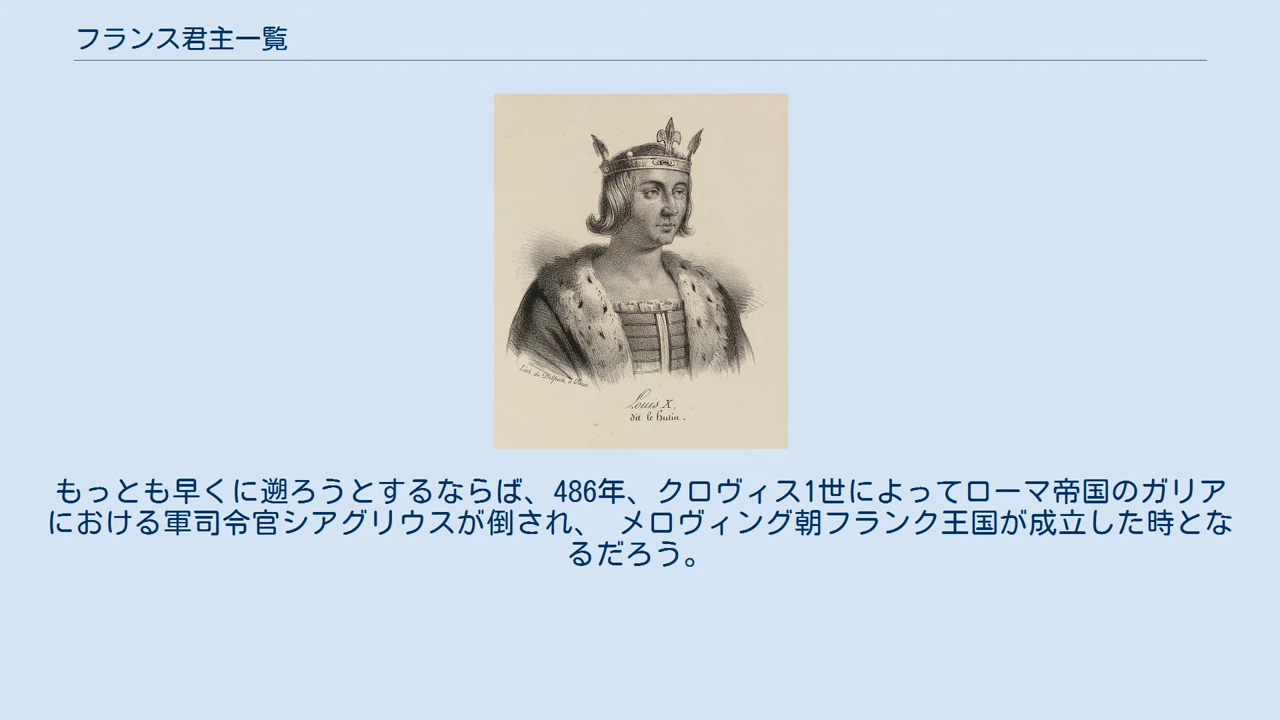 フランス君主一覧
Lith. de Delpech à Paris
Louis X,
dit le hutin.
もっとも早くに遡ろうとするならば、486年、クロヴィス1世によってローマ帝国のガリア
における軍司令官シアグリウスが倒され、 メロヴィング朝フランク王国が成立した時とな
るだろう。